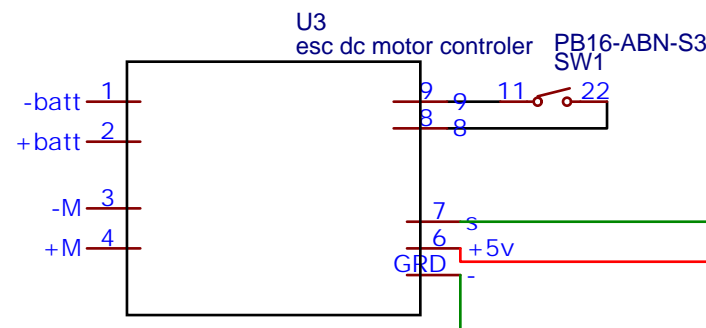 U3
esc dc motor controler
PB16-ABN-S3
SW1
-batt 1
+batt 2
-M 3
+M 4
9 9
8 8
11 22
7 s
6 +5v
GRD -